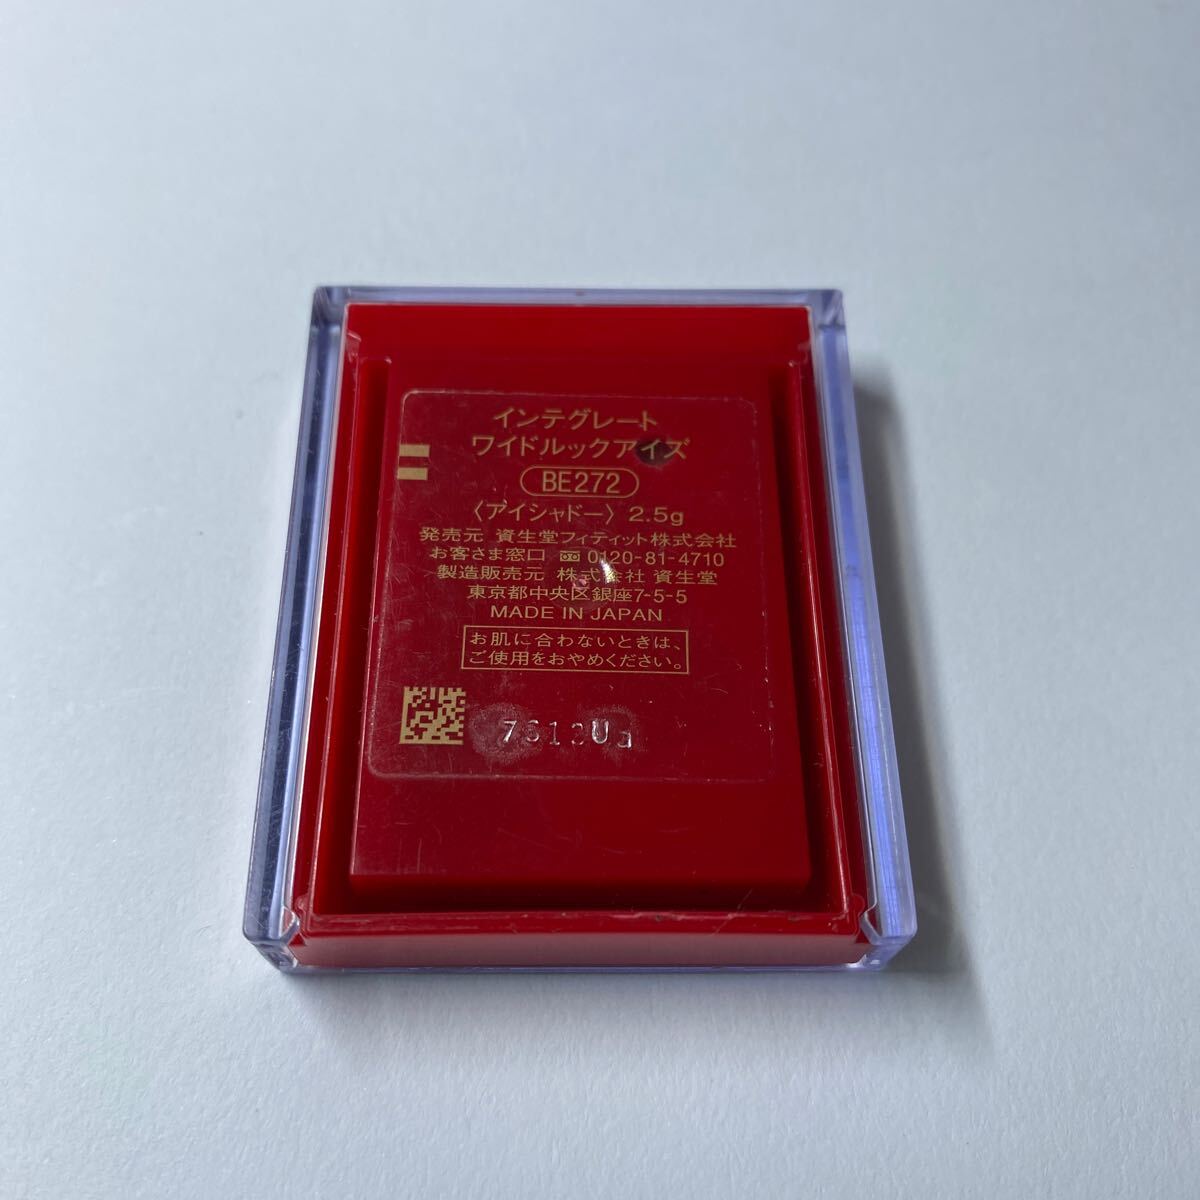 インテグレート
ワイドルックアイズ
BE272
〈アイシャドー〉 2.5g
発売元 資生堂フィティット株式会社
お客さま窓口 0120-81-4710
製造販売元 株式会社 資生堂
東京都中央区銀座7-5-5
MADE IN JAPAN
お肌に合わないときは、
ご使用をおやめください。